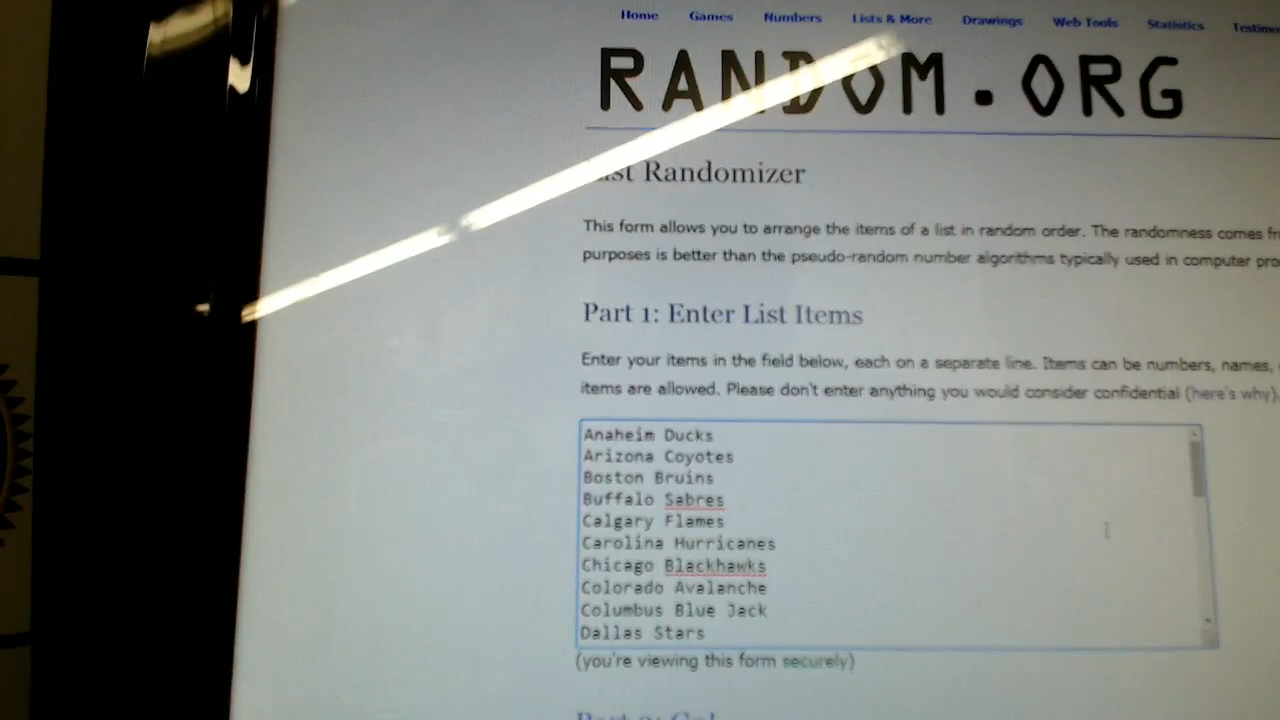 Home Games Numbers Lists & More Drawings Web Tools Statistics
RANDOM.ORG
Randomizer
This form allows you to arrange the items of a list in random order. The randomness comes
purposes is better than the pseudo-random number algorithms typically used in computer
Part 1: Enter List Items
Enter your items in the field below, each on a separate line. Items can be numbers, names,
items are allowed. Please don't enter anything you would consider confidential (here's why).
Anaheim Ducks
Arizona Coyotes
Boston Bruins
Buffalo Sabres
Calgary Flames
Carolina Hurricanes
Chicago Blackhawks
Colorado Avalanche
Columbus Blue Jack
Dallas Stars
(you're viewing this form securely)